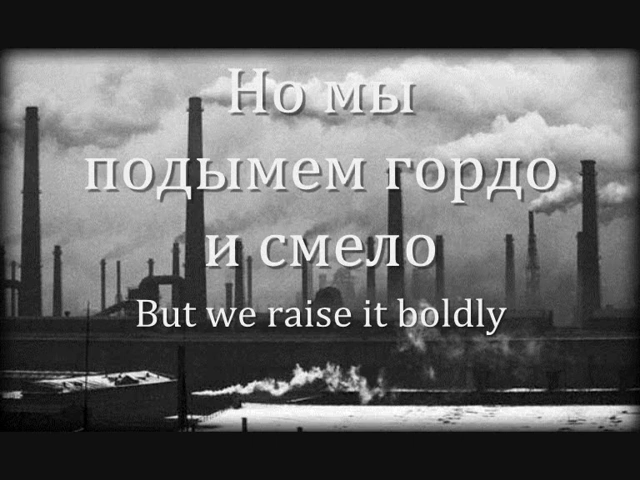 Но мы
подымем гордо
и смело
But we raise it boldly